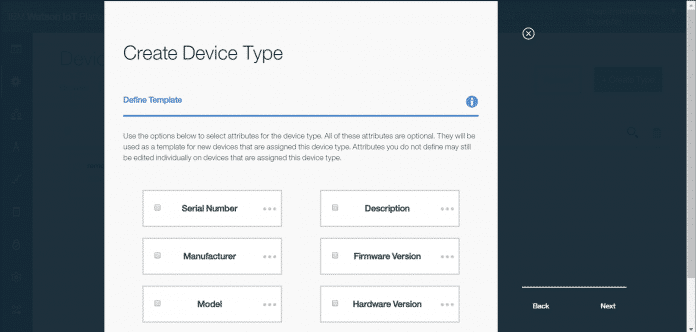 Create Device Type
Define Template
Use the options below to select attributes for the device type. All of these attributes are optional. They will be
used as a template for new devices that are assigned this device type. Attributes you do not define may still
be edited individually on devices that are assigned this device type.
Serial Number
Description
Manufacturer
Firmware Version
Model
Hardware Version
Back
Next